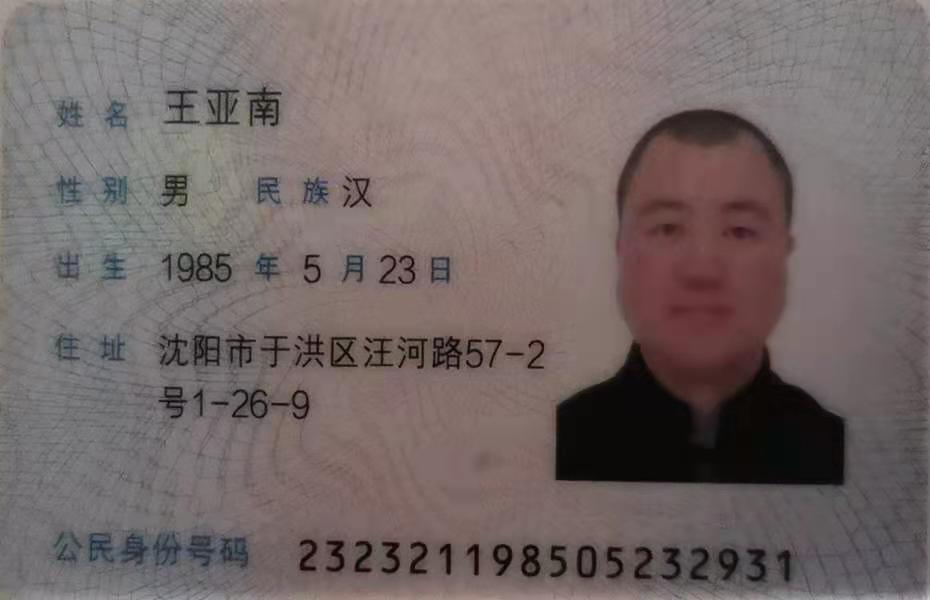 姓名 王亚南
性别 男 民族 汉
出生 1985 年 5 月 23 日
住址 沈阳市于洪区汪河路57-2
号1-26-9
公民身份号码 232321198505232931